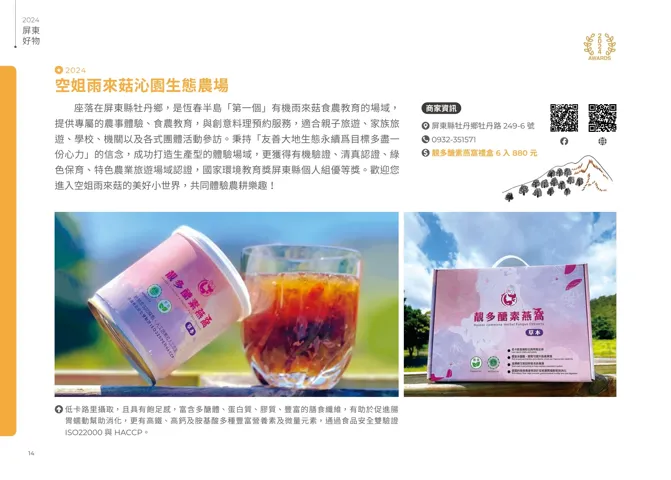 2024
屏東
好物
2024
AWARDS
2024
空姐雨來菇沁園生態農場
座落在屏東縣牡丹鄉，是恆春半島「第一個」有機雨來菇食農教育的場域，
提供專屬的農事體驗、食農教育，與創意料理預約服務，適合親子旅遊、家族旅
遊、學校、機關以及各式團體活動參訪。秉持「友善大地生態永續爲目標多盡一
份心力」的信念，成功打造生產型的體驗場域，更獲得有機驗證、清真認證、綠
色保育、特色農業旅遊場域認證，國家環境教育獎屏東縣個人組優等獎。歡迎您
進入空姐雨來菇的美好小世界，共同體驗農耕樂趣！
商家資訊
屏東縣牡丹鄉牡丹路 249-6 號
0932-351571
靓多醣素燕窩禮盒 6 入 880 元
靚多醣素燕窩
草本
靚多醣素燕窩
草本
低卡路里攝取，且具有飽足感，富含多醣體、蛋白質、膠質、豐富的膳食纖維，有助於促進腸
胃蠕動幫助消化，更有高鐵、高鈣及胺基酸多種豐富營養素及微量元素，通過食品安全雙驗證
ISO22000 與 HACCP。
14